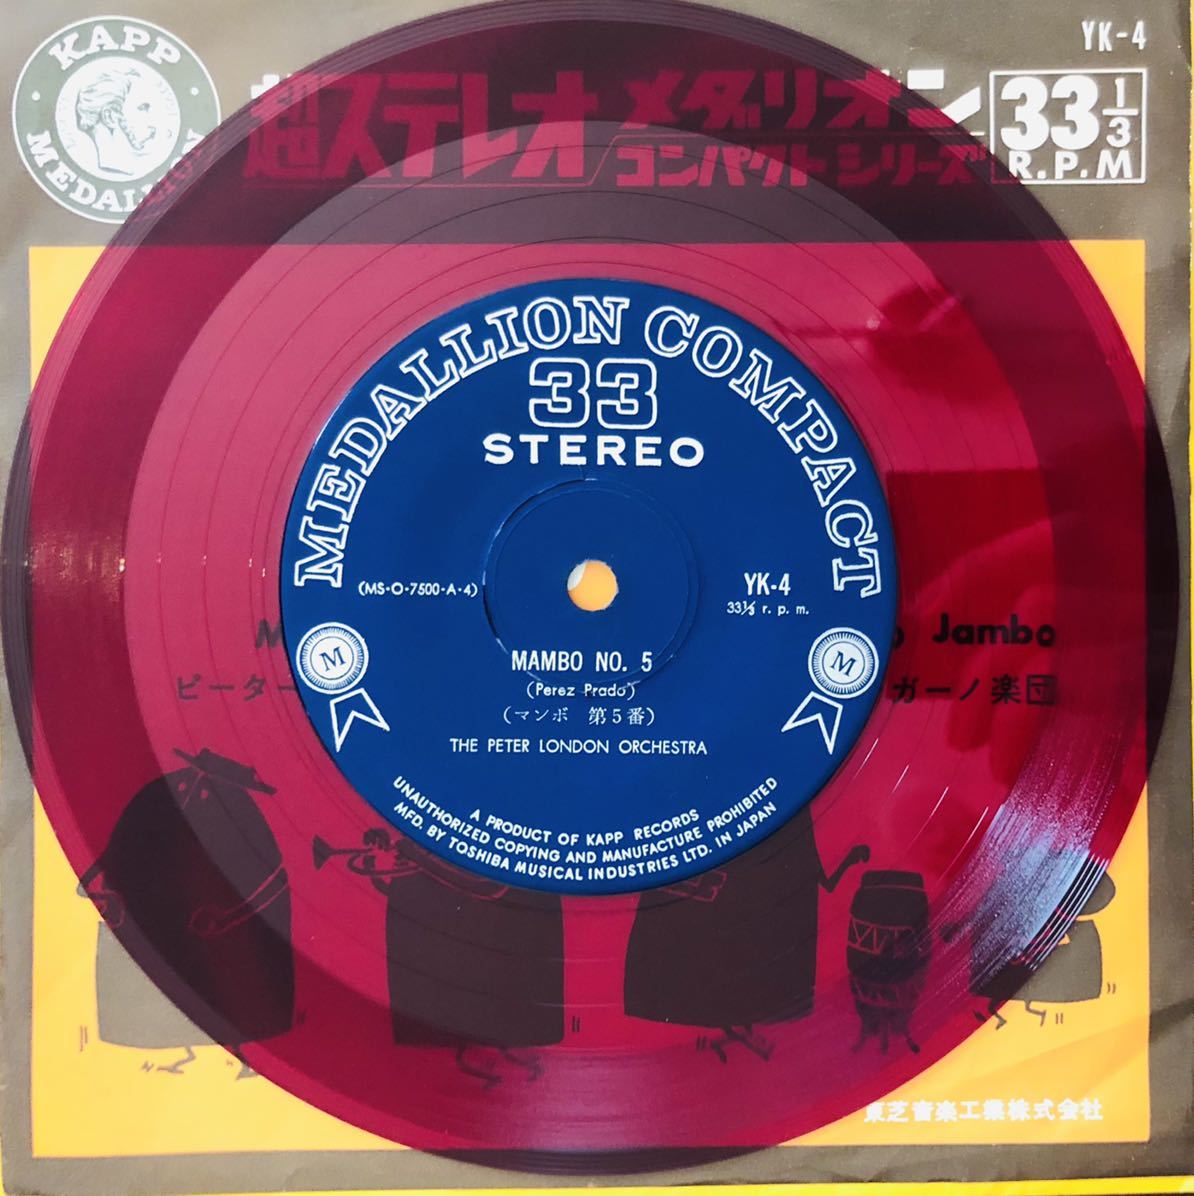 KAPP
MEDALLION
YK-4
超ステレオ
メダリオン
コンパクトシリーズ
33 1/3
R.P.M
MEDALLION COMPACT
33
STEREO
(MS-O-7500-A-4)
YK-4
33⅓ r. p. m.
M
M
MAMBO NO. 5
(Perez Prado)
(マンボ 第5番)
THE PETER LONDON ORCHESTRA
A PRODUCT OF KAPP RECORDS
UNAUTHORIZED COPYING AND MANUFACTURE PROHIBITED
MFD. BY TOSHIBA MUSICAL INDUSTRIES LTD. IN JAPAN
Jambo
ピーター
ガーノ楽団
東芝音楽工業株式会社